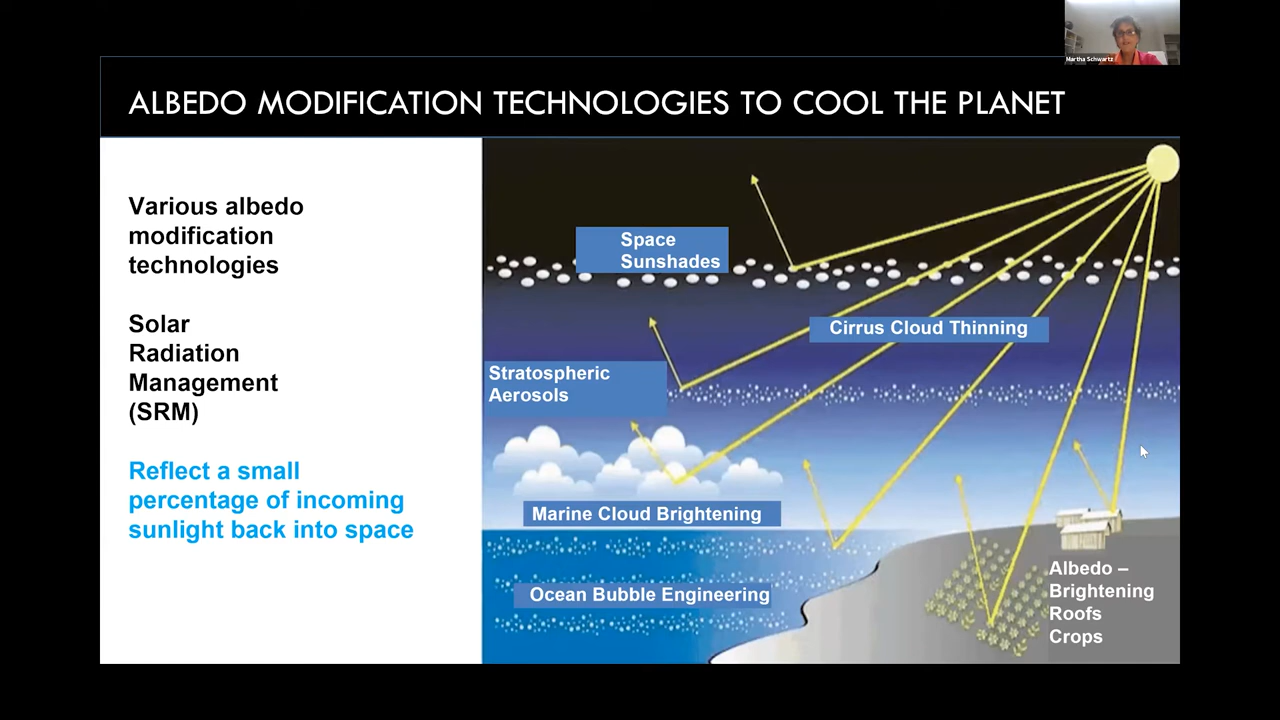 Martha Schwartz
ALBEDO MODIFICATION TECHNOLOGIES TO COOL THE PLANET
Various albedo
modification
technologies
Solar
Radiation
Management
(SRM)
Reflect a small
percentage of incoming
sunlight back into space
Space
Sunshades
Cirrus Cloud Thinning
Stratospheric
Aerosols
Marine Cloud Brightening
Ocean Bubble Engineering
Albedo –
Brightening
Roofs
Crops